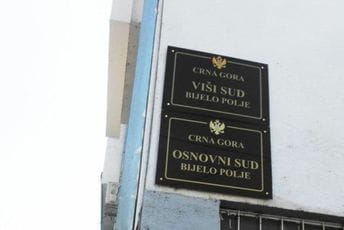 CRNA GORA
VIŠI SUD
BIJELO POLJE
CRNA GORA
OSNOVNI SUD
BIJELO POLJE